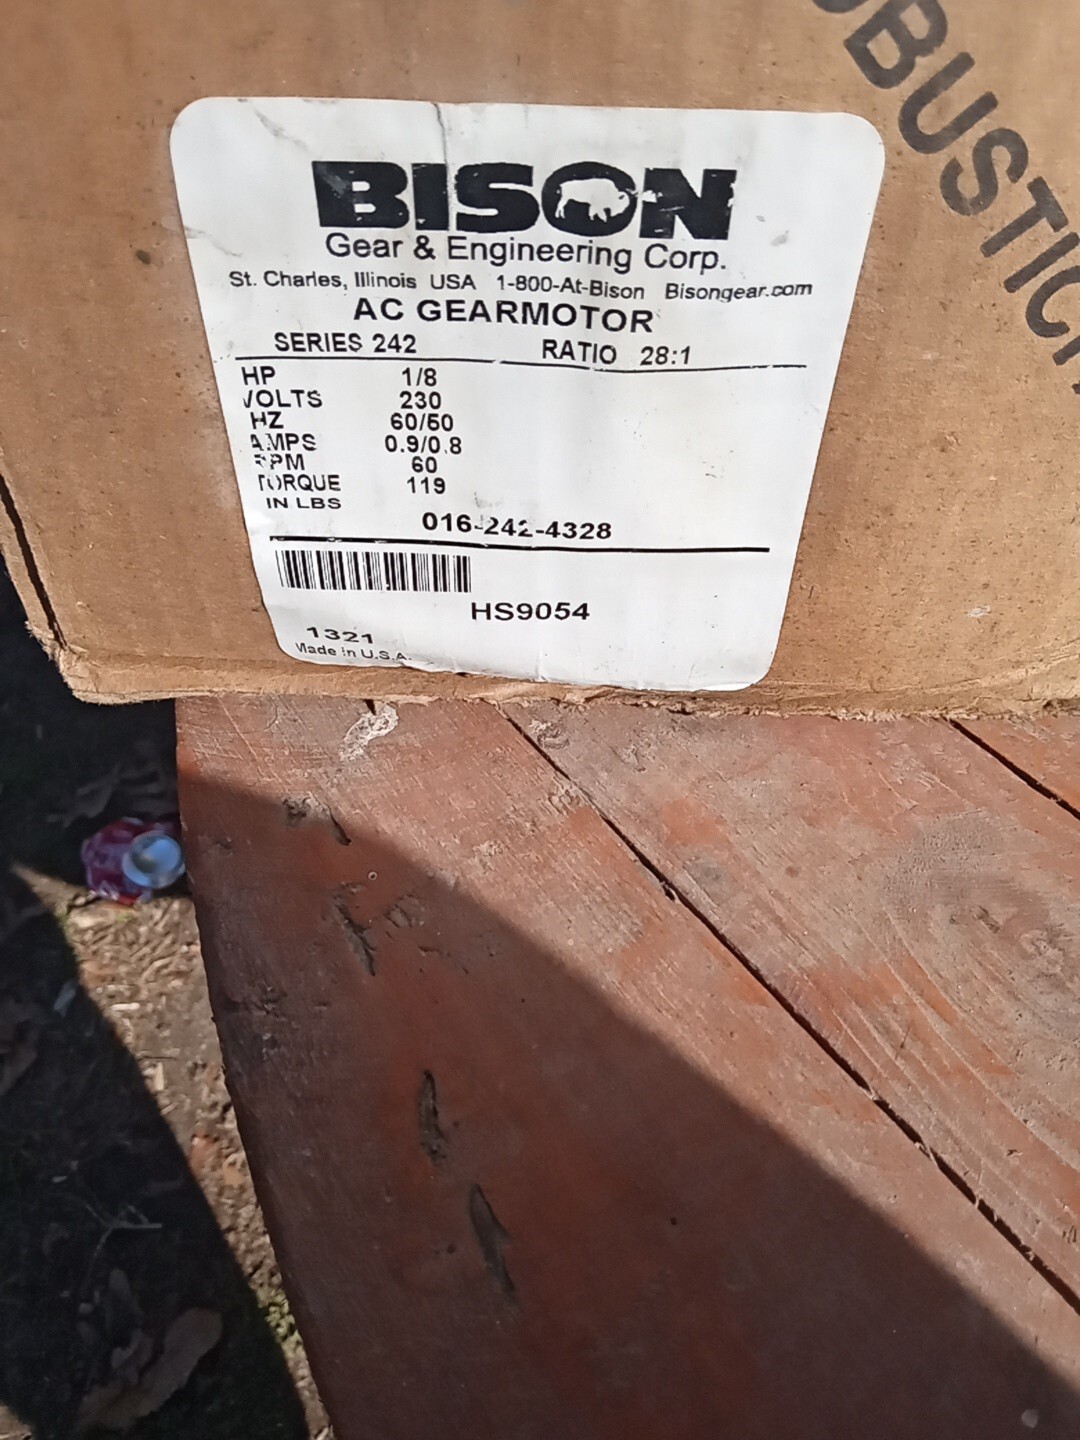 OBUSTIC
BISON
Gear & Engineering Corp.
St. Charles, Illinois USA 1-800-At-Bison Bisongear.com
AC GEARMOTOR
SERIES 242 RATIO 28:1
HP 1/8
VOLTS 230
HZ 60/50
AMPS 0.9/0.8
RPM 60
TORQUE 119
IN LBS
016-242-4328
HS9054
1321
Made in U.S.A.